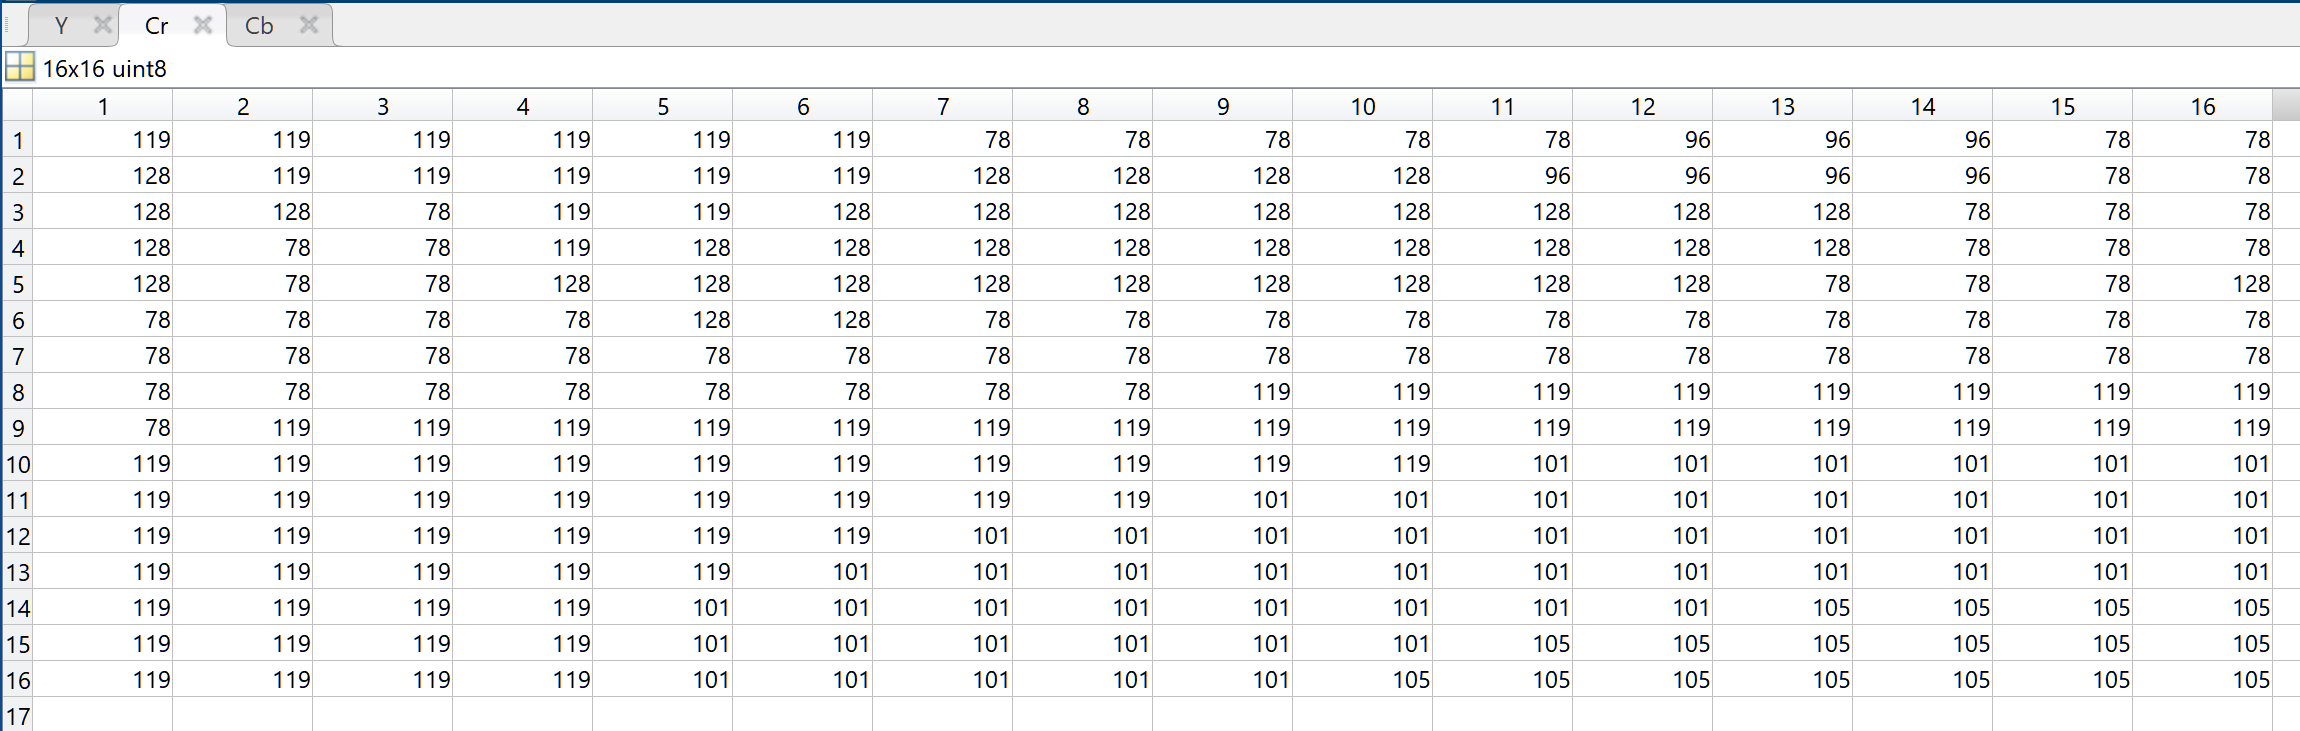 Y Cr Cb
16x16 uint8
1 2 3 4 5 6 7 8 9 10 11 12 13 14 15 16
1 119 119 119 119 119 119 78 78 78 78 78 96 96 96 78 78
2 128 119 119 119 119 119 128 128 128 128 96 96 96 96 78 78
3 128 128 78 119 119 128 128 128 128 128 128 128 128 78 78 78
4 128 78 78 119 128 128 128 128 128 128 128 128 128 78 78 78
5 128 78 78 128 128 128 128 128 128 128 128 128 78 78 78 128
6 78 78 78 78 128 128 78 78 78 78 78 78 78 78 78 78
7 78 78 78 78 78 78 78 78 78 78 78 78 78 78 78 78
8 78 78 78 78 78 78 78 78 119 119 119 119 119 119 119 119
9 78 119 119 119 119 119 119 119 119 119 119 119 119 119 119 119
10 119 119 119 119 119 119 119 119 119 119 101 101 101 101 101 101
11 119 119 119 119 119 119 119 119 101 101 101 101 101 101 101 101
12 119 119 119 119 119 119 101 101 101 101 101 101 101 101 101 101
13 119 119 119 119 119 101 101 101 101 101 101 101 101 101 101 101
14 119 119 119 119 101 101 101 101 101 101 101 101 105 105 105 105
15 119 119 119 119 101 101 101 101 101 101 105 105 105 105 105 105
16 119 119 119 119 101 101 101 101 101 105 105 105 105 105 105 105
17